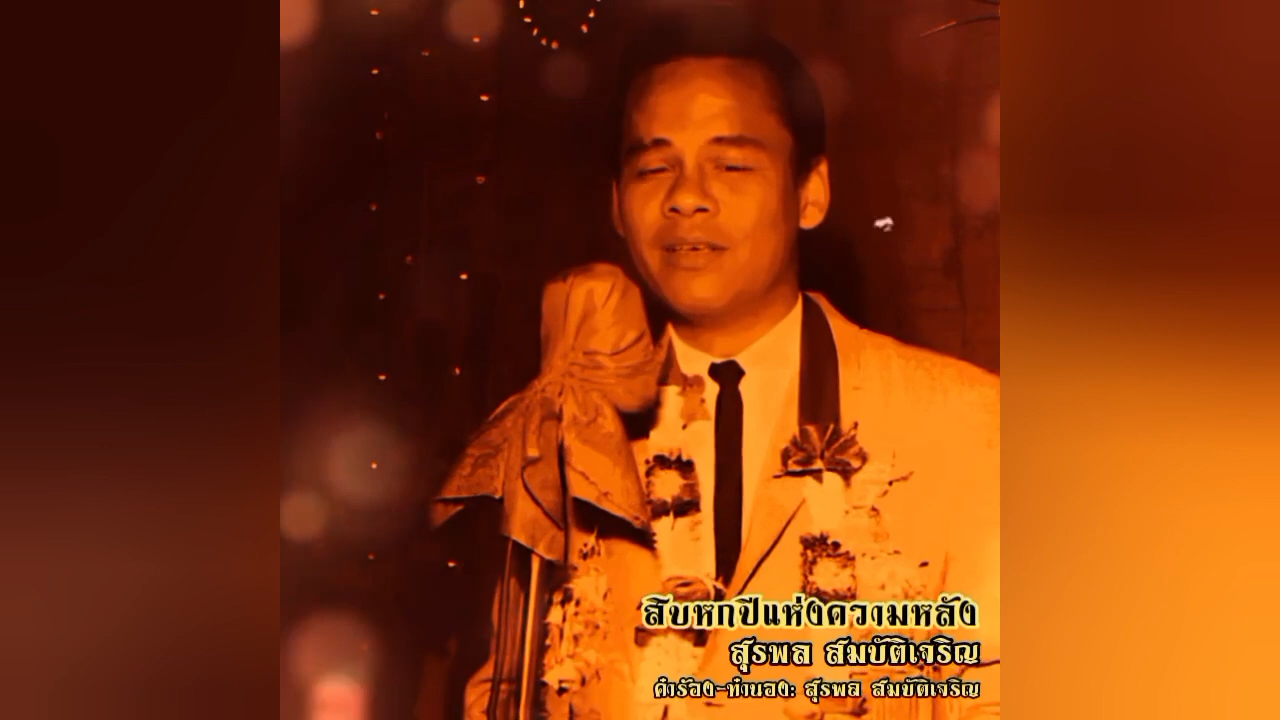 สิบหกปีแห่งความหลัง
สุรพล สมบัติเจริญ
คำร้อง-ทำนอง: สุรพล สมบัติเจริญ